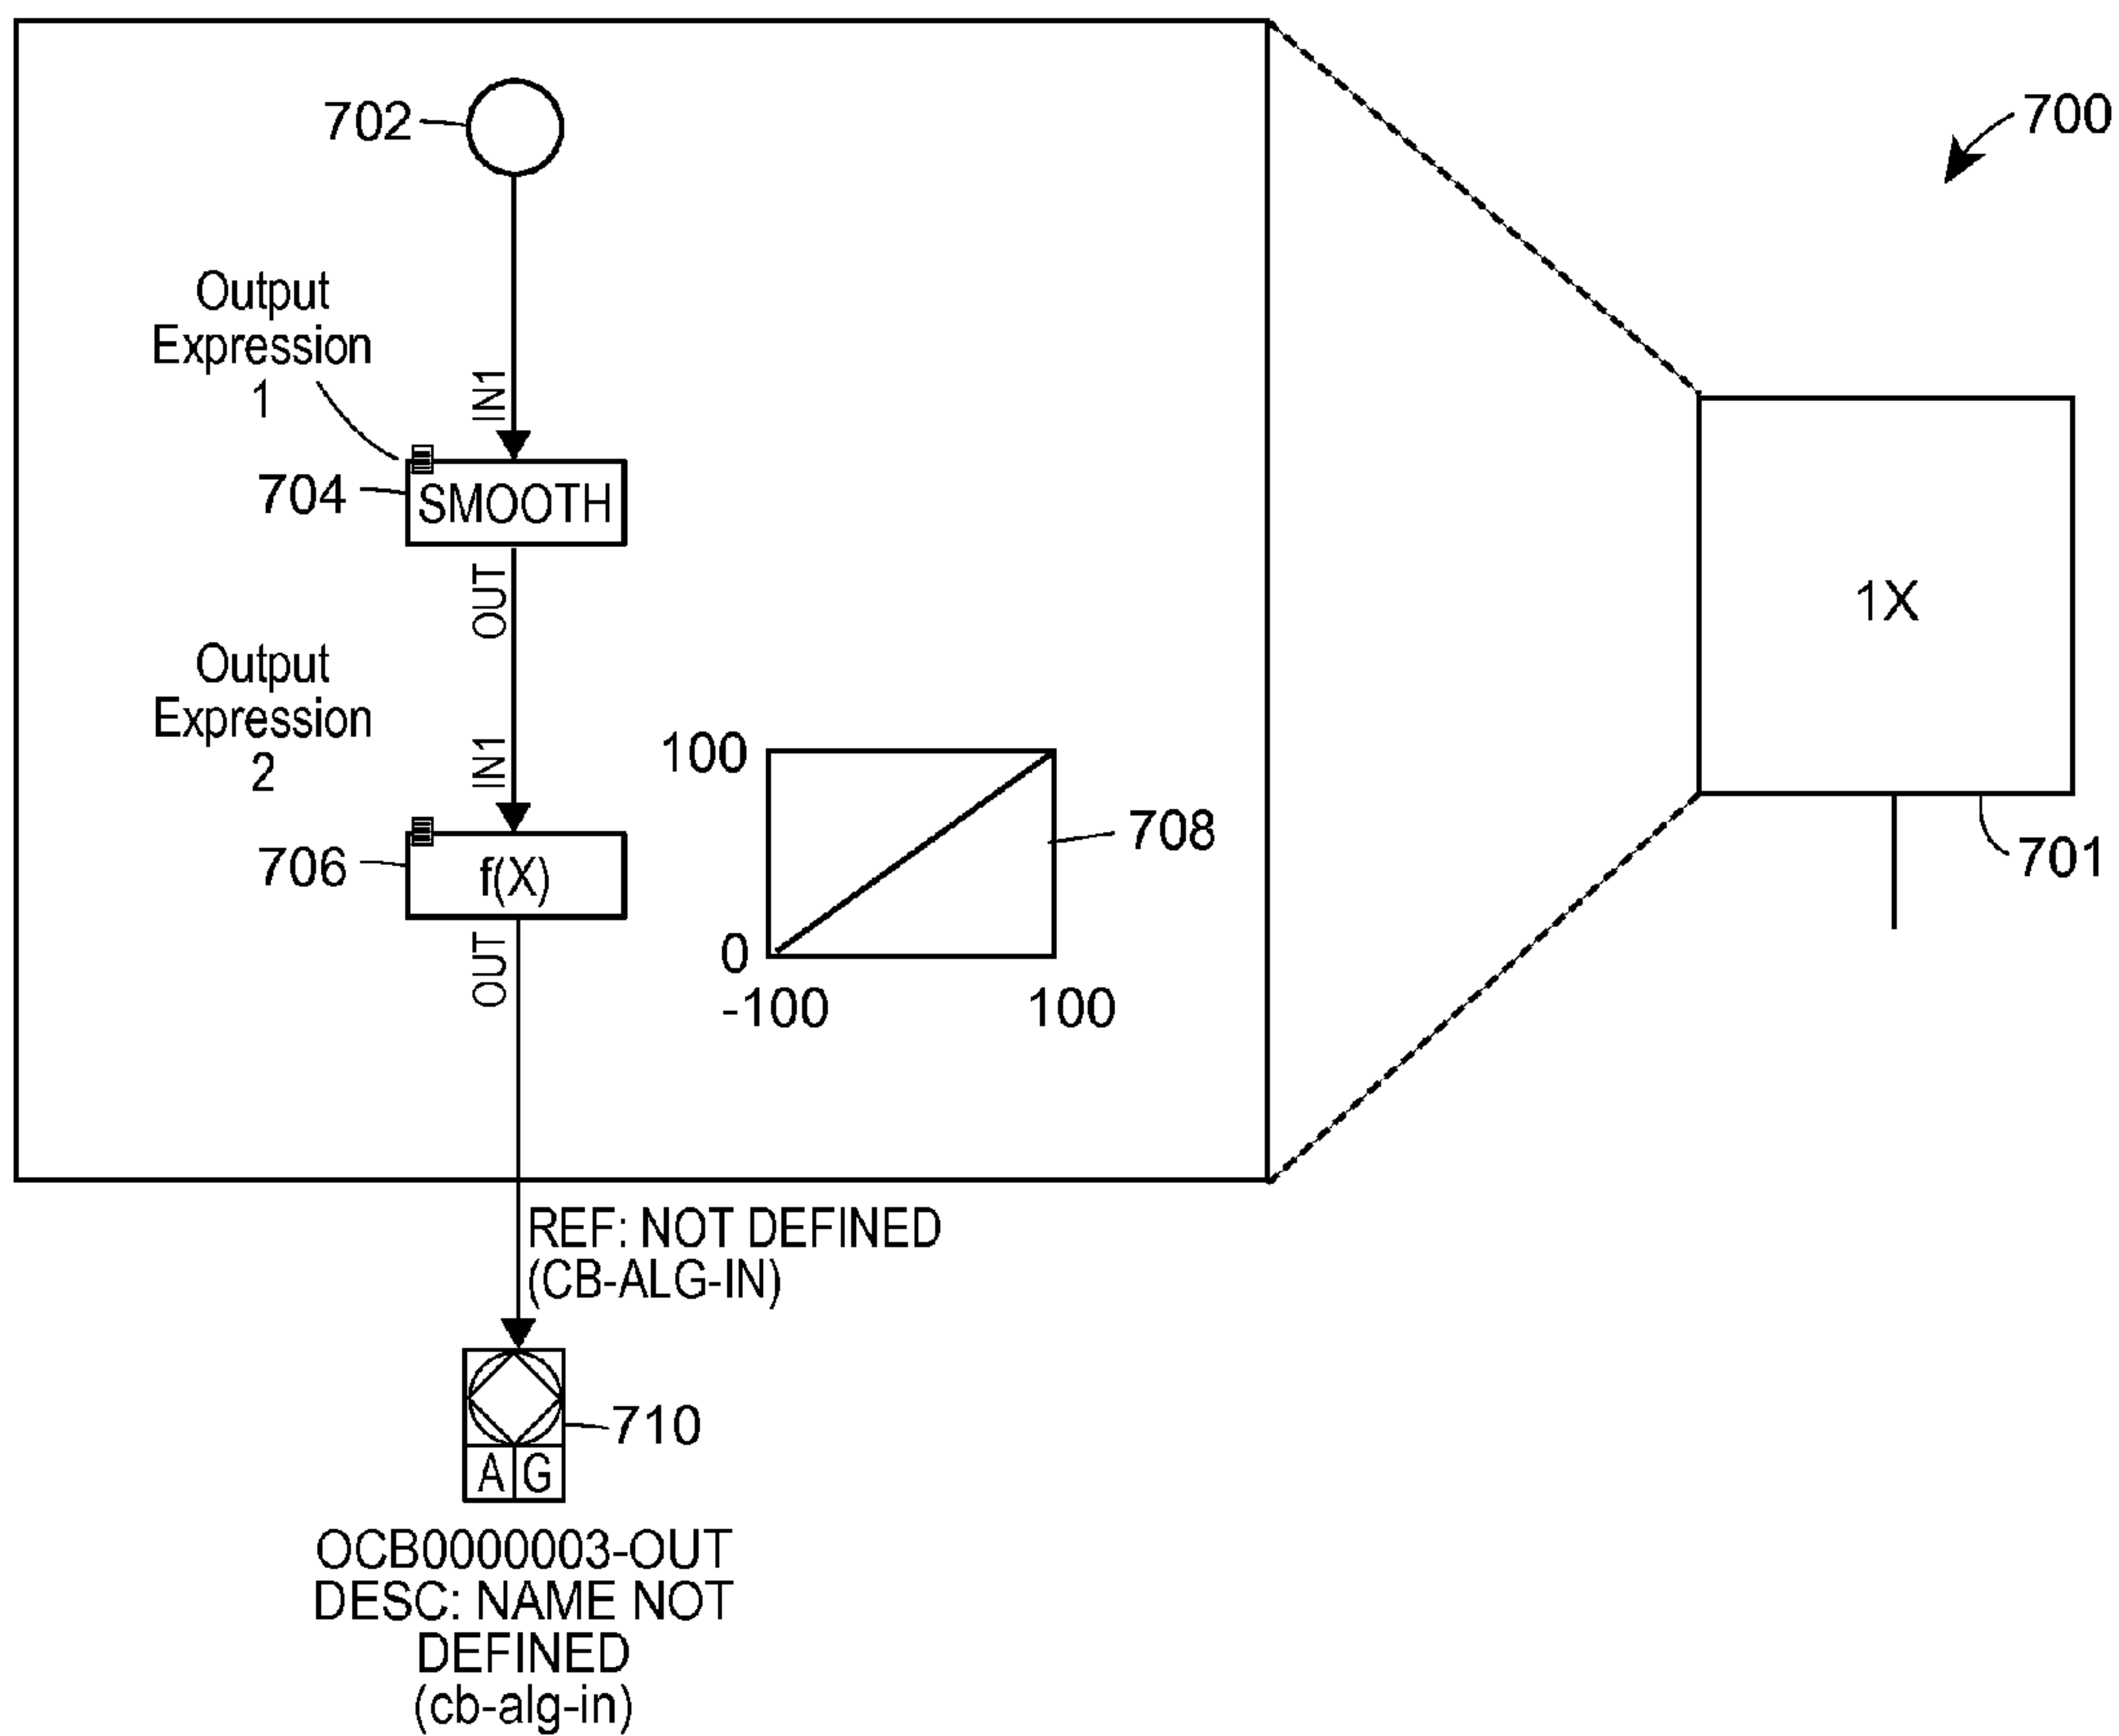 702
700
Output
Expression
1
IN1
704
SMOOTH
OUT
1X
Output
Expression
2
IN1
100
708
701
706
f(X)
OUT
0
-100
100
REF: NOT DEFINED
(CB-ALG-IN)
710
A G
OCB0000003-OUT
DESC: NAME NOT
DEFINED
(cb-alg-in)